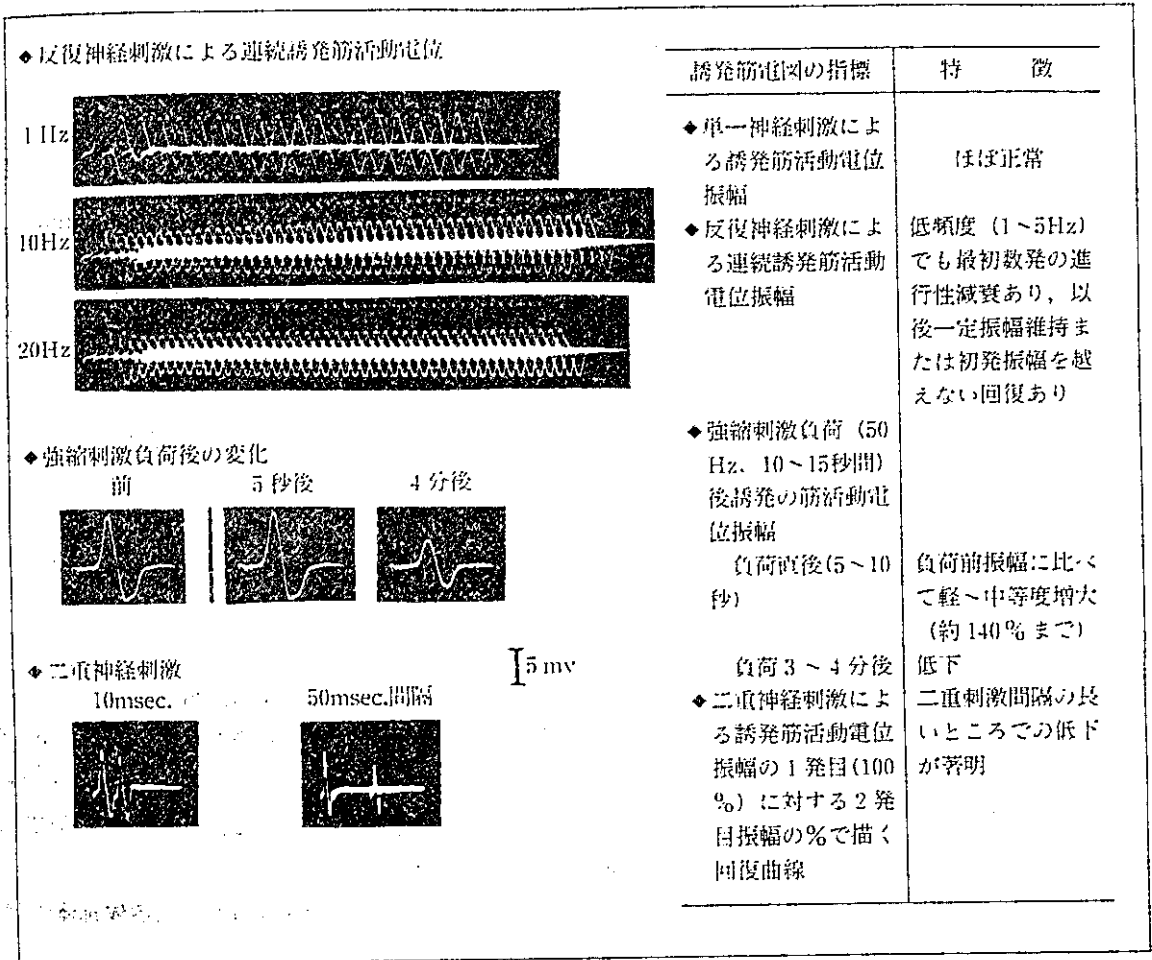 ◆反復神経刺激による連続誘発筋活動電位
1 Hz
10Hz
20Hz
◆強縮刺激負荷後の変化
前 5秒後 4分後
◆二重神経刺激
5 mv
10msec. 50msec.間隔
誘発筋電図の指標 特 徴
◆単一神経刺激によ
る誘発筋活動電位
振幅
ほぼ正常
◆反復神経刺激によ
る連続誘発筋活動
電位振幅
低頻度（1～5Hz）
でも最初数発の進
行性減衰あり，以
後一定振幅維持ま
たは初発振幅を越
えない回復あり
◆強縮刺激負荷（50
Hz，10～15秒間）
後誘発の筋活動電
位振幅
負荷直後(5～10
秒)
負荷前振幅に比べ
て軽～中等度増大
（約140％まで）
負荷3～4分後
低下
◆二重神経刺激によ
る誘発筋活動電位
振幅の1発目(100
％）に対する2発
目振幅の％で描く
回復曲線
二重刺激間隔の長
いところでの低下
が著明